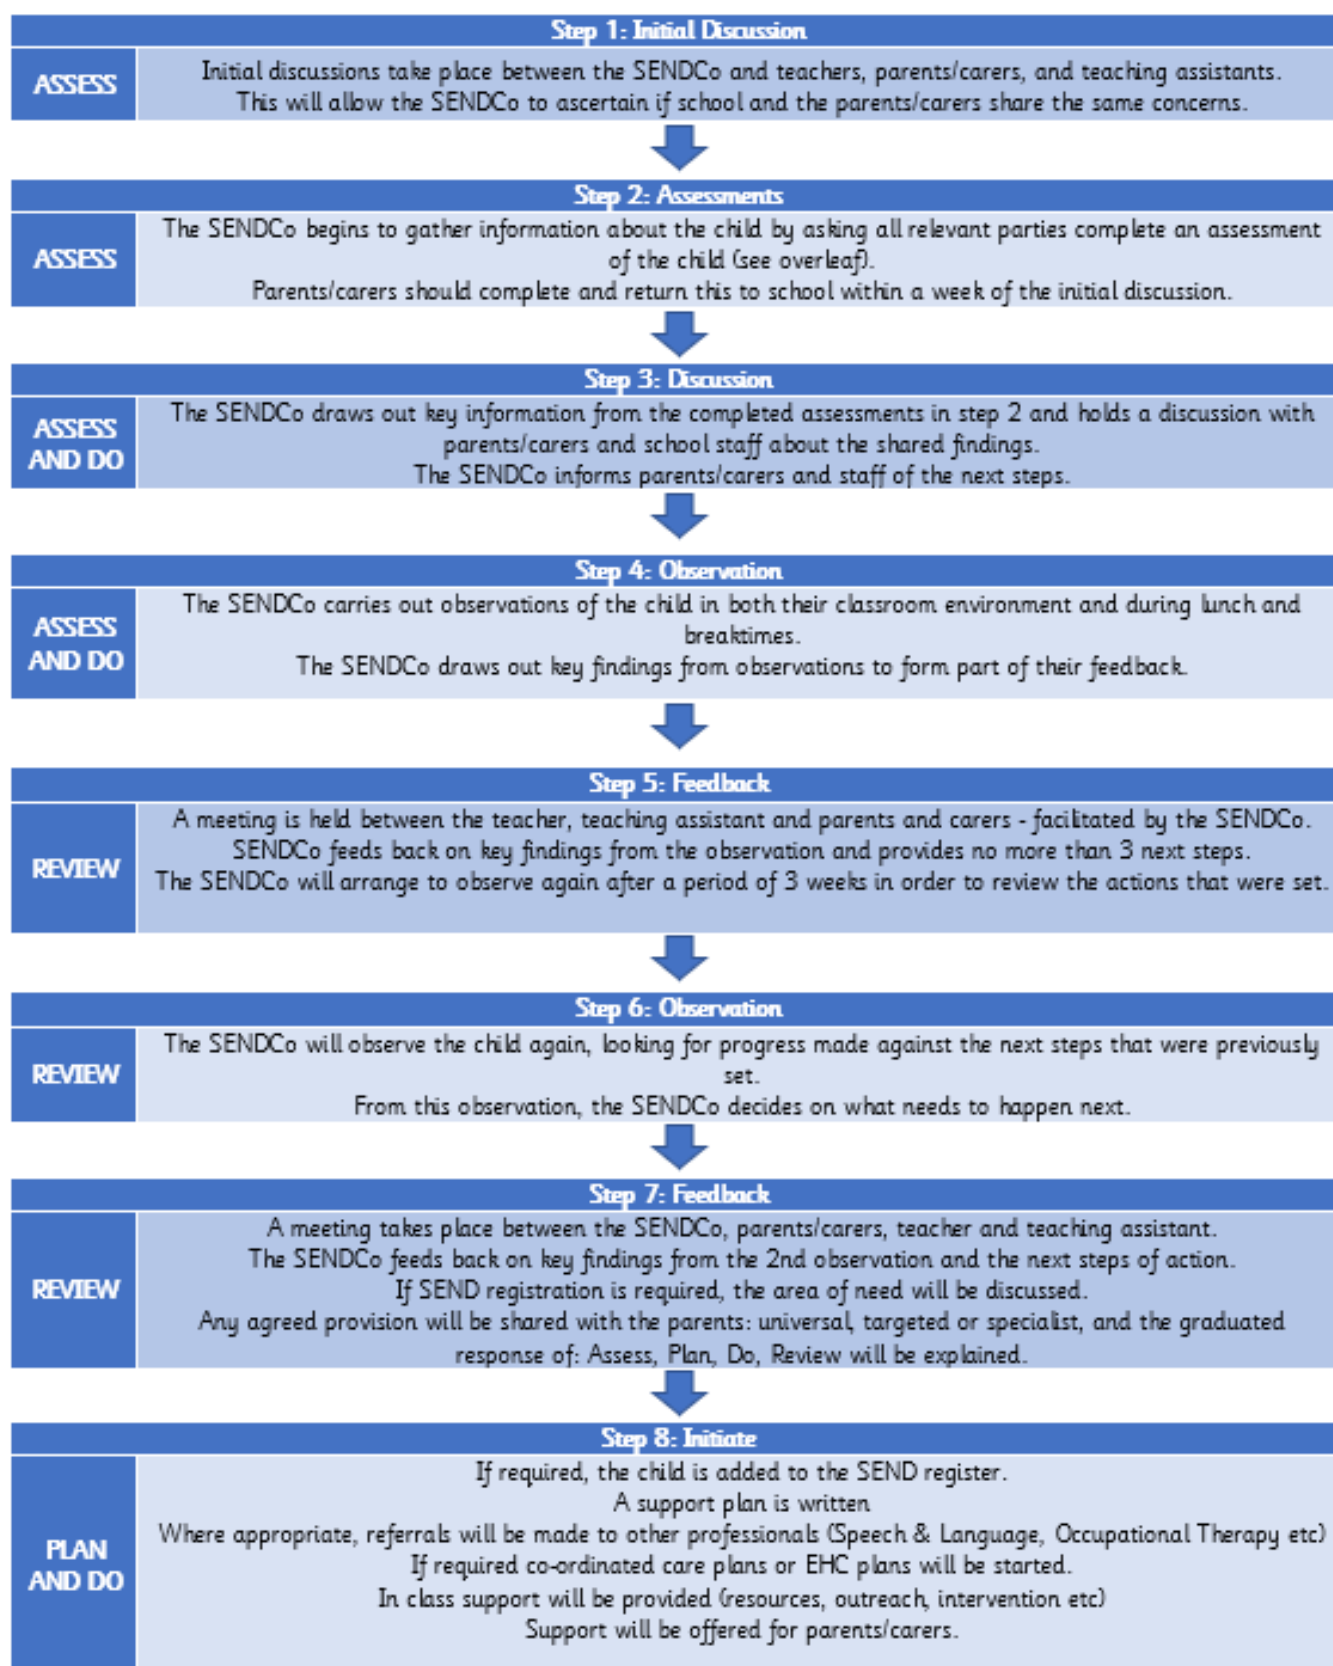 Step 1: Initial Discussion
ASSESS
Initial discussions take place between the SENDCo and teachers, parents/carers, and teaching assistants.
This will allow the SENDCo to ascertain if school and the parents/carers share the same concerns.
Step 2: Assessments
ASSESS
The SENDCo begins to gather information about the child by asking all relevant parties complete an assessment
of the child (see overleaf).
Parents/carers should complete and return this to school within a week of the initial discussion.
Step 3: Discussion
ASSESS
AND DO
The SENDCo draws out key information from the completed assessments in step 2 and holds a discussion with
parents/carers and school staff about the shared findings.
The SENDCo informs parents/carers and staff of the next steps.
Step 4: Observation
ASSESS
AND DO
The SENDCo carries out observations of the child in both their classroom environment and during lunch and
breaktimes.
The SENDCo draws out key findings from observations to form part of their feedback.
Step 5: Feedback
REVIEW
A meeting is held between the teacher, teaching assistant and parents and carers - facilitated by the SENDCo.
SENDCo feeds back on key findings from the observation and provides no more than 3 next steps.
The SENDCo will arrange to observe again after a period of 3 weeks in order to review the actions that were set.
Step 6: Observation
REVIEW
The SENDCo will observe the child again, looking for progress made against the next steps that were previously
set.
From this observation, the SENDCo decides on what needs to happen next.
Step 7: Feedback
REVIEW
A meeting takes place between the SENDCo, parents/carers, teacher and teaching assistant.
The SENDCo feeds back on key findings from the 2nd observation and the next steps of action.
If SEND registration is required, the area of need will be discussed.
Any agreed provision will be shared with the parents: universal, targeted or specialist, and the graduated
response of: Assess, Plan, Do, Review will be explained.
Step 8: Initiate
PLAN
AND DO
If required, the child is added to the SEND register.
A support plan is written
Where appropriate, referrals will be made to other professionals (Speech & Language, Occupational Therapy etc)
If required co-ordinated care plans or EHC plans will be started.
In class support will be provided (resources, outreach, intervention etc)
Support will be offered for parents/carers.